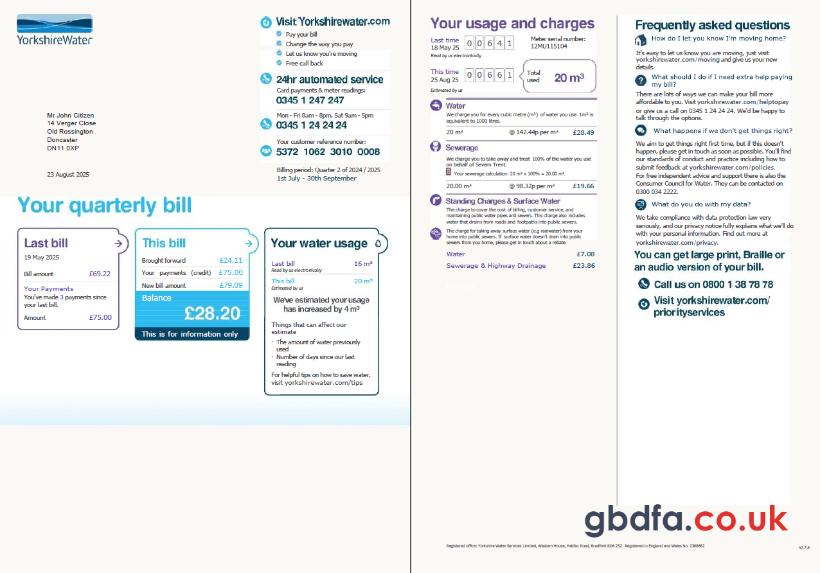 YorkshireWater
Visit Yorkshirewater.com
Pay your bill
Change the way you pay
Let us know you're moving
Free call back
24hr automated service
Card payments & meter readings:
0345 1 247 247
Mon - Fri 8am - 8pm, Sat 9am - 5pm
0345 1 24 24 24
Your customer reference number:
5372 1062 3010 0008
Billing period: Quarter 2 of 2024 / 2025
1st July - 30th September
Mr John Citizen
14 Verger Close
Old Rossington
Doncaster
DN11 0XP
23 August 2025
Your quarterly bill
Last bill
19 May 2025
Bill amount £69.22
Your Payments
You've made 3 payments since
your last bill.
Amount £75.00
This bill
Brought forward £24.11
Your payments (credit) £75.00
New bill amount £79.09
Balance
£28.20
This is for information only
Your water usage
Last bill 16 m³
Read by us electronically
This bill 20 m³
Estimated by us
We've estimated your usage
has increased by 4 m³
Things that can affect our
estimate
· The amount of water previously
used
· Number of days since our last
reading
For helpful tips on how to save water,
visit yorkshirewater.com/tips
Your usage and charges
Last time
18 May 25
00641
Meter serial number:
12MU115104
Read by us electronically
This time
25 Aug 25
00661
Total
used
20 m³
Estimated by us
Water
We charge you for every cubic metre (m³) of water you use. 1m³ is
equivalent to 1000 litres.
20 m³ @ 142.44p per m³ £28.49
Sewerage
We charge you to take away and treat 100% of the water you use
on behalf of Severn Trent.
Your sewerage calculation: 20 m³ x 100% = 20.00 m³.
20.00 m³ @ 98.32p per m³ £19.66
Standing Charges & Surface Water
The charge to cover the cost of billing, customer service, and
maintaining public water pipes and sewers. This charge also includes
water that drains from roads and footpaths into public sewers.
The charge for taking away surface water (e.g rainwater) from your
home into public sewers. If surface water doesn't drain into public
sewers from your home, please get in touch about a rebate.
Water £7.08
Sewerage & Highway Drainage £23.86
Frequently asked questions
How do I let you know I'm moving home?
It's easy to let us know you are moving, just visit
yorkshirewater.com/moving and give us your new
details.
What should I do if I need extra help paying
my bill?
There are lots of ways we can make your bill more
affordable to you. Visit yorkshirewater.com/helptopay
or give us a call on 0345 1 24 24 24. We'd be happy to
talk through the options.
What happens if we don't get things right?
We aim to get things right first time, but if this doesn't
happen, please get in touch as soon as possible. You'll find
our standards of conduct and practice including how to
submit feedback at yorkshirewater.com/policies.
For free independent advice and support there is also the
Consumer Council for Water. They can be contacted on
0300 034 2222.
What do you do with my data?
We take compliance with data protection law very
seriously, and our privacy notice fully explains what we'll do
with your personal information. Find out more at
yorkshirewater.com/privacy.
You can get large print, Braille or
an audio version of your bill.
Call us on 0800 1 38 78 78
Visit yorkshirewater.com/
priorityservices
gbdfa.co.uk
Registered office: Yorkshire Water Services Limited, Western House, Halifax Road, Bradford BD6 2SZ. Registered in England and Wales No. 2366682